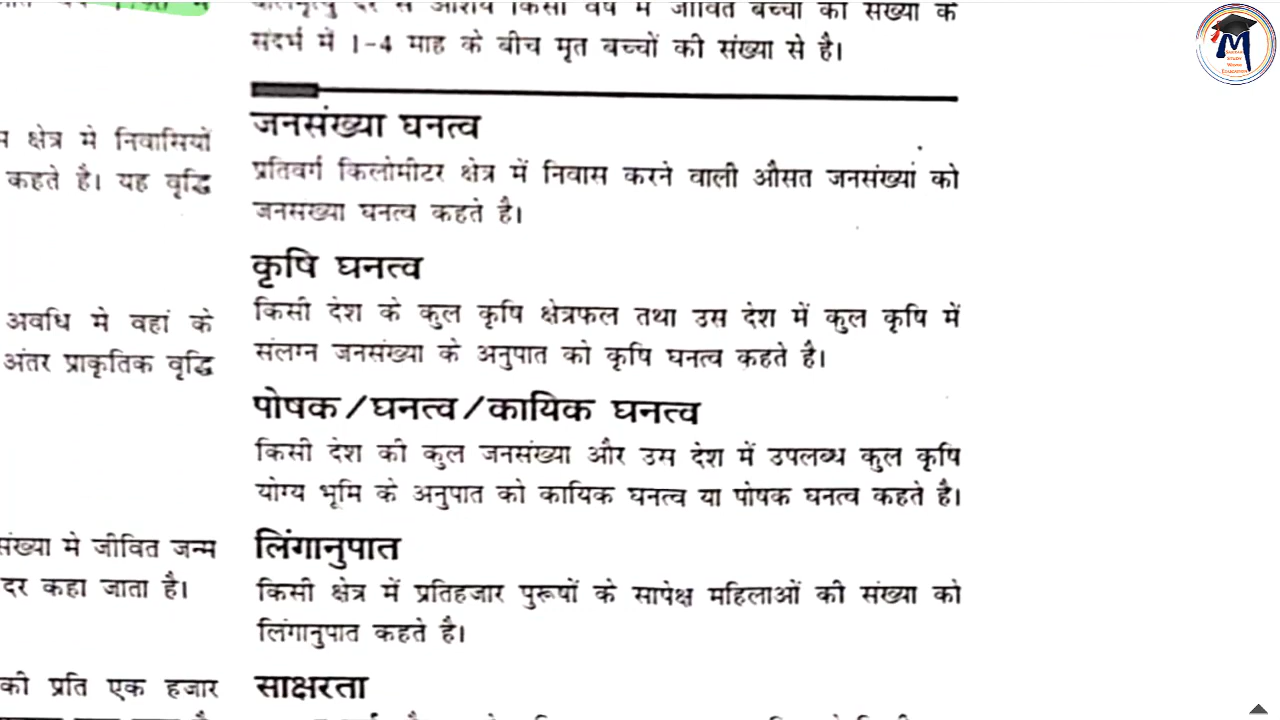 संदर्भ में 1-4 माह के बीच मृत बच्चों की संख्या से है।
जनसंख्या घनत्व
प्रतिवर्ग किलोमीटर क्षेत्र में निवास करने वाली औसत जनसंख्यां को
जनसख्या घनत्व कहते है।
कृषि घनत्व
किसी देश के कुल कृषि क्षेत्रफल तथा उस देश में कुल कृषि में
संलग्न जनसंख्या के अनुपात को कृषि घनत्व कहते है।
पोषक/घनत्व/कायिक घनत्व
किसी देश की कुल जनसंख्या और उस देश में उपलब्ध कुल कृषि
योग्य भूमि के अनुपात को कायिक घनत्व या पोषक घनत्व कहते है।
लिंगानुपात
किसी क्षेत्र में प्रतिहजार पुरूषों के सापेक्ष महिलाओं की संख्या को
लिंगानुपात कहते है।
साक्षरता
क्षेत्र मे निवासियों
कहते है। यह वृद्धि
अवधि मे वहां के
अंतर प्राकृतिक वृद्धि
संख्या मे जीवित जन्म
दर कहा जाता है।
की प्रति एक हजार
M